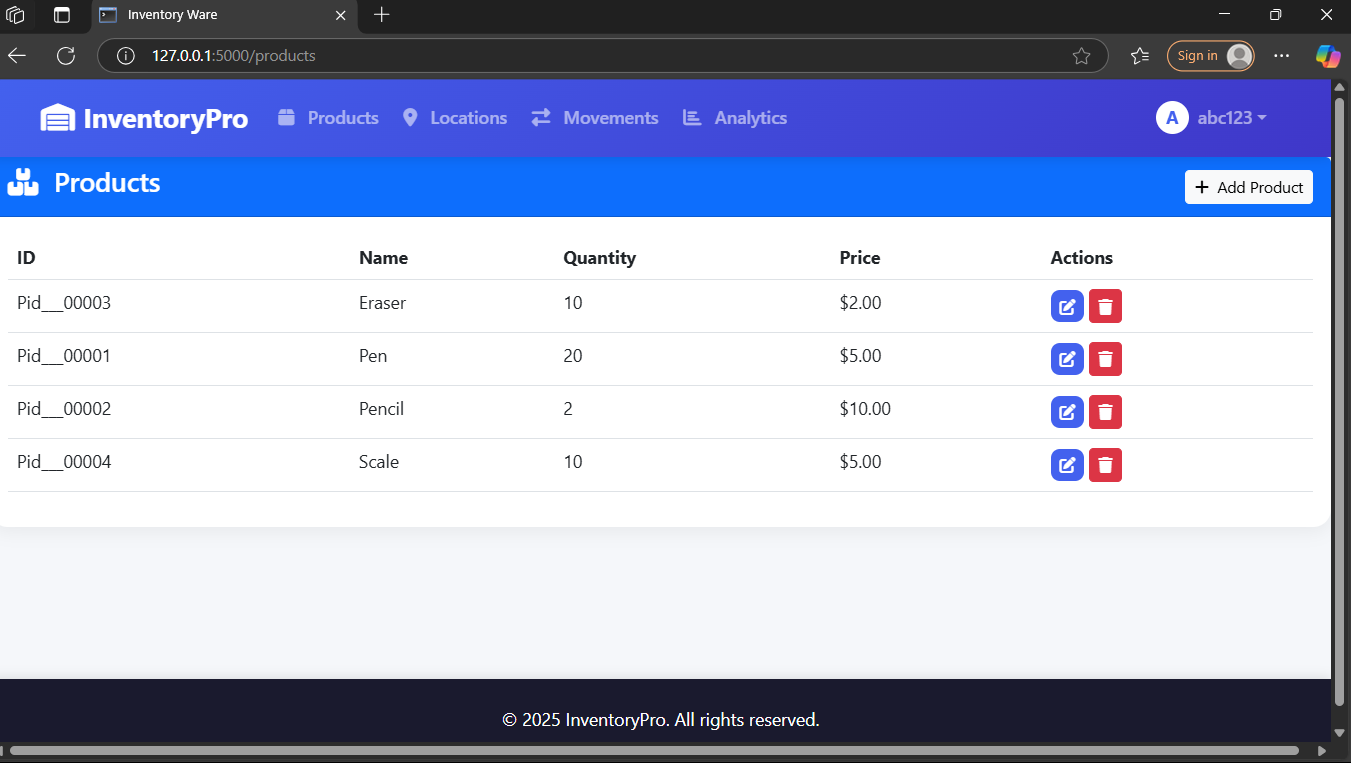 Inventory Ware
127.0.0.1:5000/products
Sign in
InventoryPro Products Locations Movements Analytics A abc123
Products
Add Product
ID Name Quantity Price Actions
Pid___00003 Eraser 10 $2.00
Pid___00001 Pen 20 $5.00
Pid___00002 Pencil 2 $10.00
Pid___00004 Scale 10 $5.00
© 2025 InventoryPro. All rights reserved.